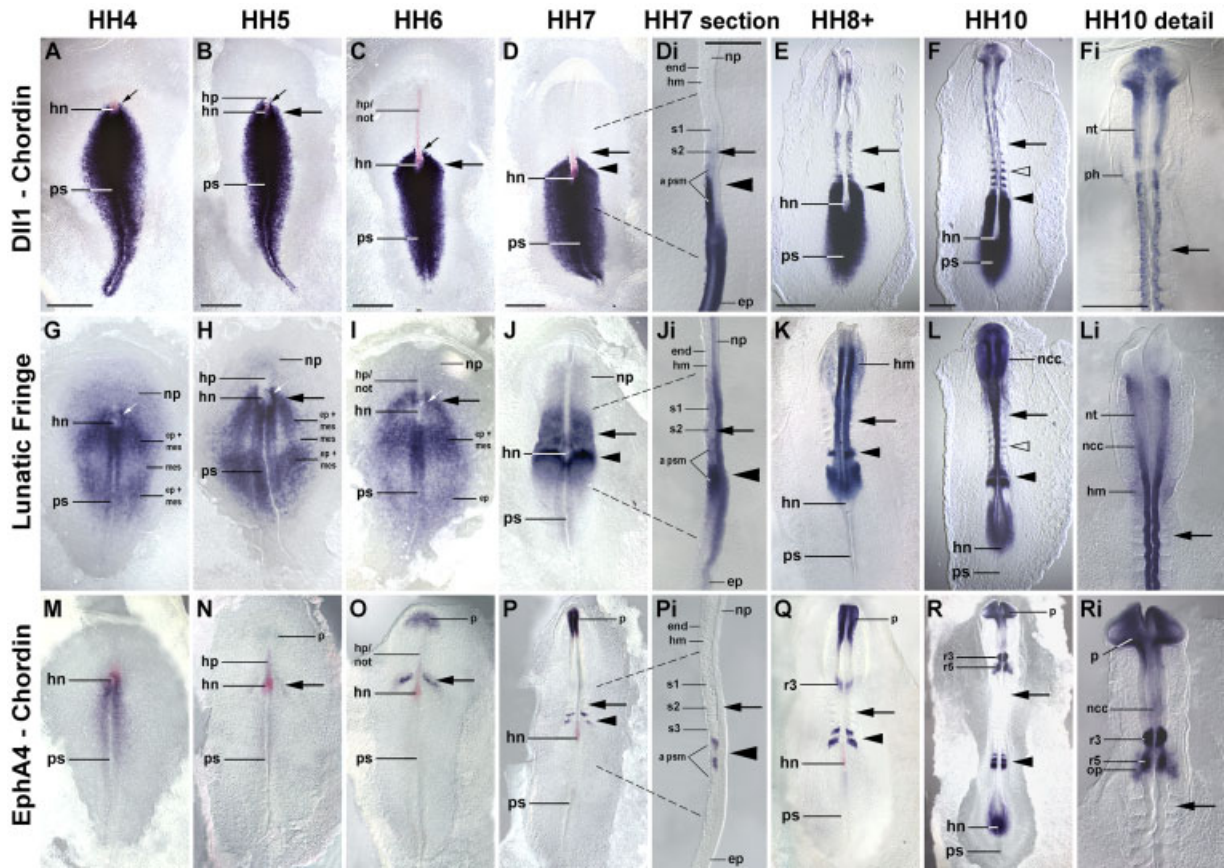 HH4 HH5 HH6 HH7 HH7 section HH8+ HH10 HH10 detail
Dll1 - Chordin
A hn ps
B hp hn ps
C hp/ not hn ps
D hn ps
Di np end hm s1 s2 a psm ep
E hn ps
F hn ps
Fi nt ph
Lunatic Fringe
G np hn ep + mes mes ps ep + mes
H np hp hn ep + mes mes ep + mes ps
I np hp/ not hn ep + mes ps ep
J np hn ps
Ji np end hm s1 s2 a psm ep
K hm hn ps
L ncc hn ps
Li nt ncc hm
EphA4 - Chordin
M hn ps
N p hp hn ps
O p hp/ not hn ps
P p hn ps
Pi np end hm s1 s2 s3 a psm ep
Q p r3 hn ps
R p r3 r5 hn ps
Ri p ncc r3 r5 op